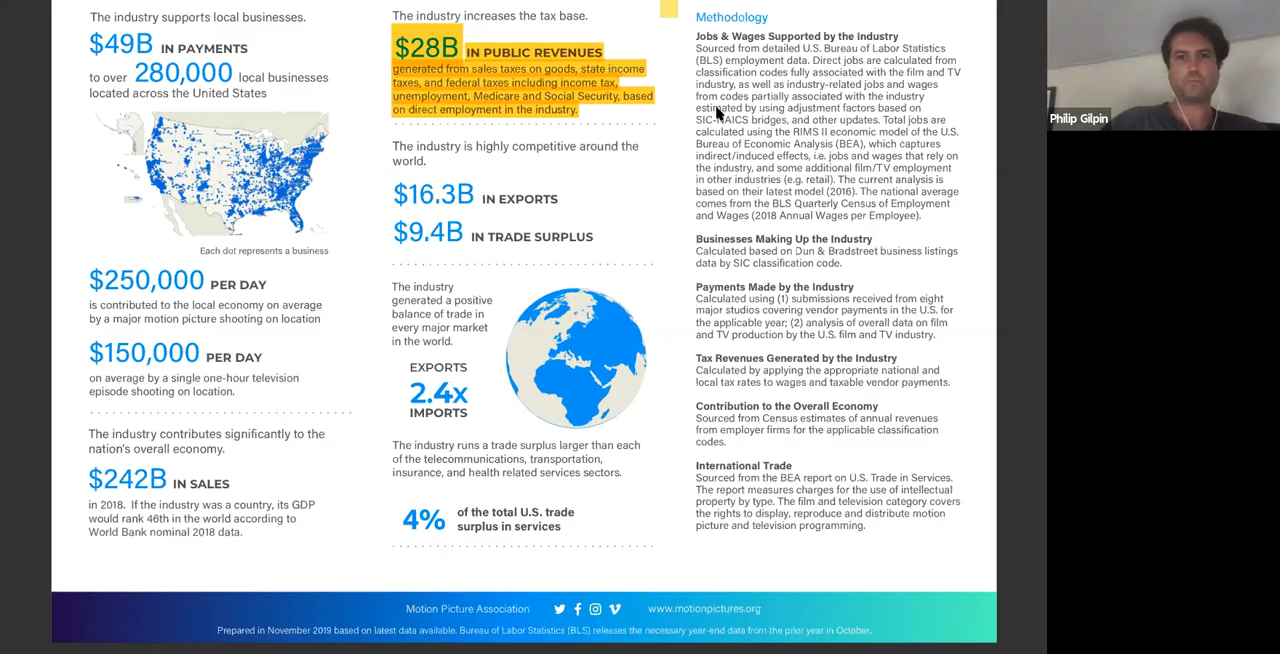 The industry supports local businesses.
$49B IN PAYMENTS
to over 280,000 local businesses
located across the United States
Each dot represents a business
$250,000 PER DAY
is contributed to the local economy on average
by a major motion picture shooting on location
$150,000 PER DAY
on average by a single one-hour television
episode shooting on location.
The industry contributes significantly to the
nation's overall economy.
$242B IN SALES
in 2018. If the industry was a country, its GDP
would rank 46th in the world according to
World Bank nominal 2018 data.
The industry increases the tax base.
$28B IN PUBLIC REVENUES
generated from sales taxes on goods, state income
taxes, and federal taxes including income tax,
unemployment, Medicare and Social Security, based
on direct employment in the industry.
The industry is highly competitive around the
world.
$16.3B IN EXPORTS
$9.4B IN TRADE SURPLUS
The industry
generated a positive
balance of trade in
every major market
in the world.
EXPORTS
2.4x
IMPORTS
The industry runs a trade surplus larger than each
of the telecommunications, transportation,
insurance, and health related services sectors.
4% of the total U.S. trade
surplus in services
Methodology
Jobs & Wages Supported by the Industry
Sourced from detailed U.S. Bureau of Labor Statistics
(BLS) employment data. Direct jobs are calculated from
classification codes fully associated with the film and TV
industry, as well as industry-related jobs and wages
from codes partially associated with the industry
estimated by using adjustment factors based on
SIC-NAICS bridges, and other updates. Total jobs are
calculated using the RIMS II economic model of the U.S.
Bureau of Economic Analysis (BEA), which captures
indirect/induced effects, i.e. jobs and wages that rely on
the industry, and some additional film/TV employment
in other industries (e.g. retail). The current analysis is
based on their latest model (2016). The national average
comes from the BLS Quarterly Census of Employment
and Wages (2018 Annual Wages per Employee).
Businesses Making Up the Industry
Calculated based on Dun & Bradstreet business listings
data by SIC classification code.
Payments Made by the Industry
Calculated using (1) submissions received from eight
major studios covering vendor payments in the U.S. for
the applicable year; (2) analysis of overall data on film
and TV production by the U.S. film and TV industry.
Tax Revenues Generated by the Industry
Calculated by applying the appropriate national and
local tax rates to wages and taxable vendor payments.
Contribution to the Overall Economy
Sourced from Census estimates of annual revenues
from employer firms for the applicable classification
codes.
International Trade
Sourced from the BEA report on U.S. Trade in Services.
The report measures charges for the use of intellectual
property by type. The film and television category covers
the rights to display, reproduce and distribute motion
picture and television programming.
Motion Picture Association www.motionpictures.org
Prepared in November 2019 based on latest data available. Bureau of Labor Statistics (BLS) releases the necessary year-end data from the prior year in October.
Philip Gilpin